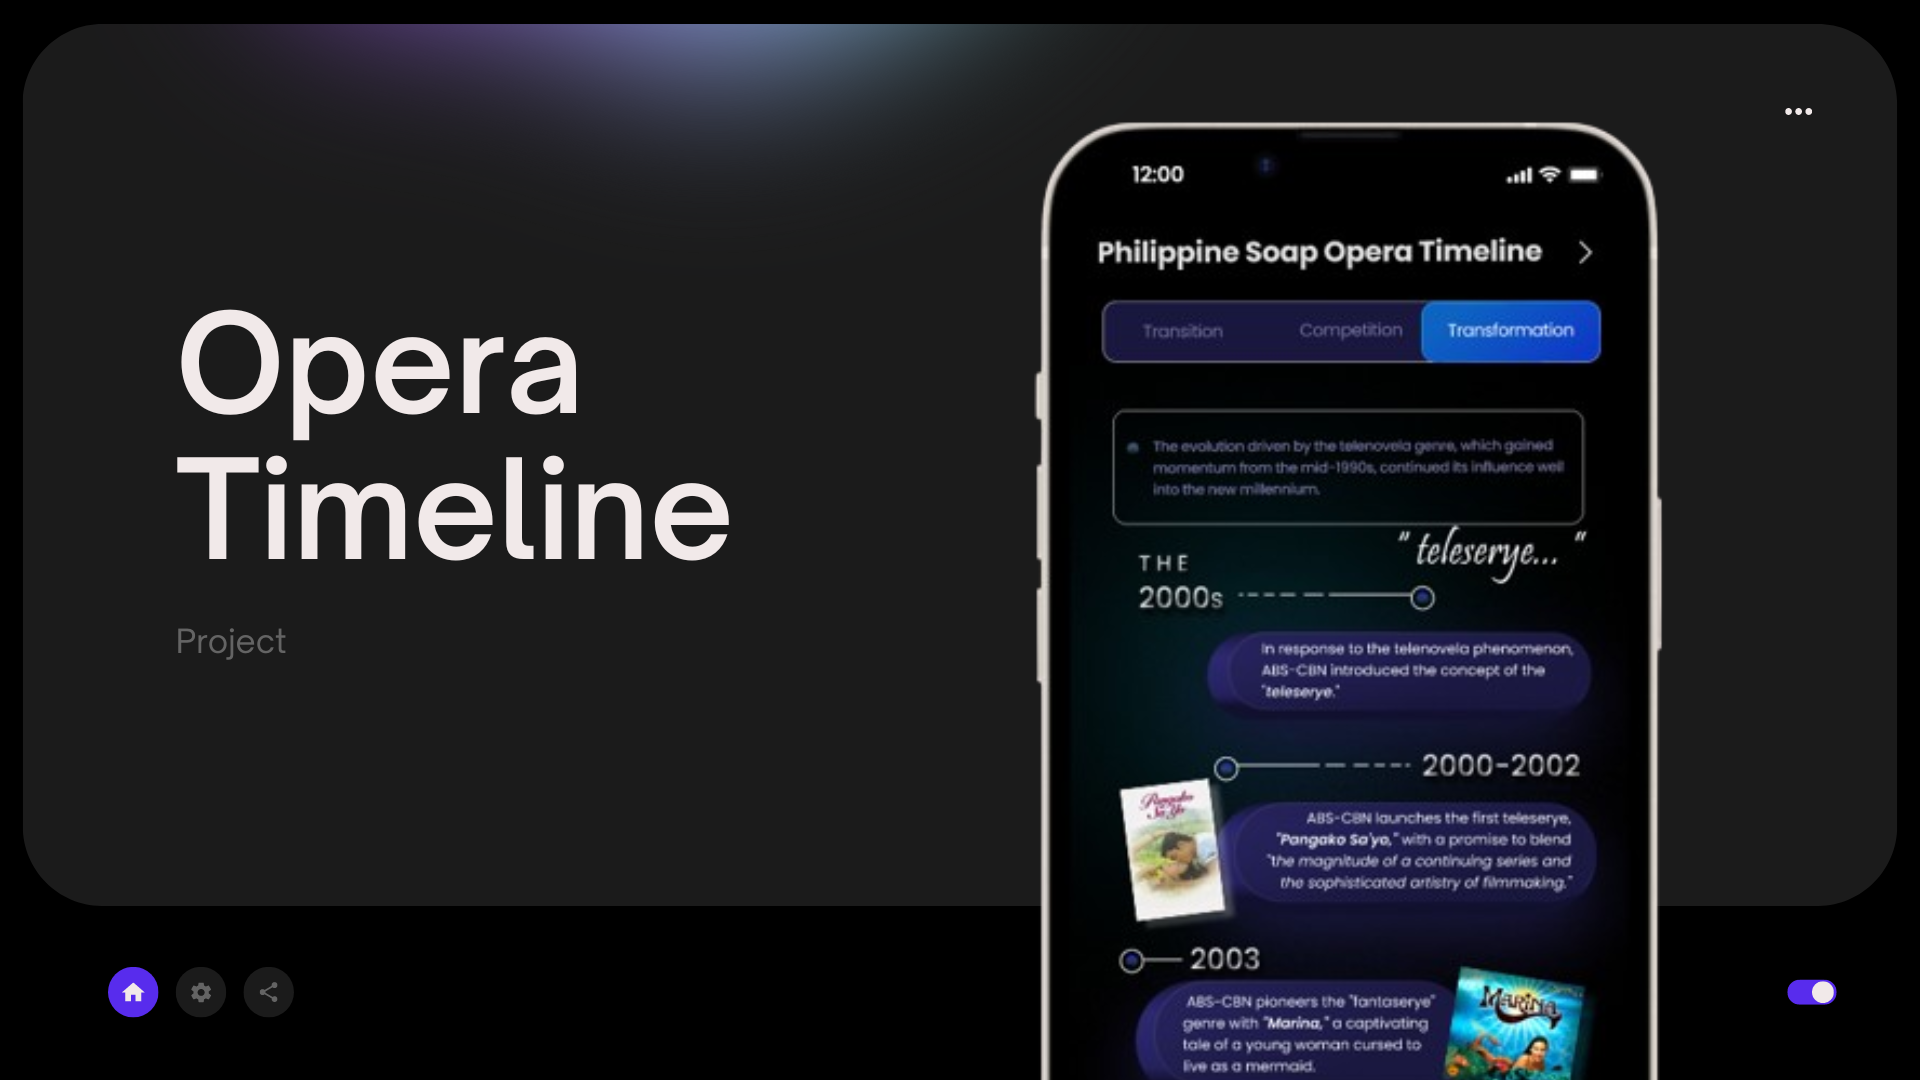 Opera
Timeline
Project
12:00
Philippine Soap Opera Timeline
Transition
Competition
Transformation
The evolution driven by the telenovela genre, which gained
momentum from the mid-1990s, continued its influence well
into the new millennium.
" teleserye... "
THE
2000s
In response to the telenovela phenomenon,
ABS-CBN introduced the concept of the
"teleserye."
2000-2002
Pangako
Sa 'Yo
ABS-CBN launches the first teleserye,
"Pangako Sa'yo," with a promise to blend
"the magnitude of a continuing series and
the sophisticated artistry of filmmaking."
2003
ABS-CBN pioneers the "fantaserye"
genre with "Marina," a captivating
tale of a young woman cursed to
live as a mermaid.
MARINA